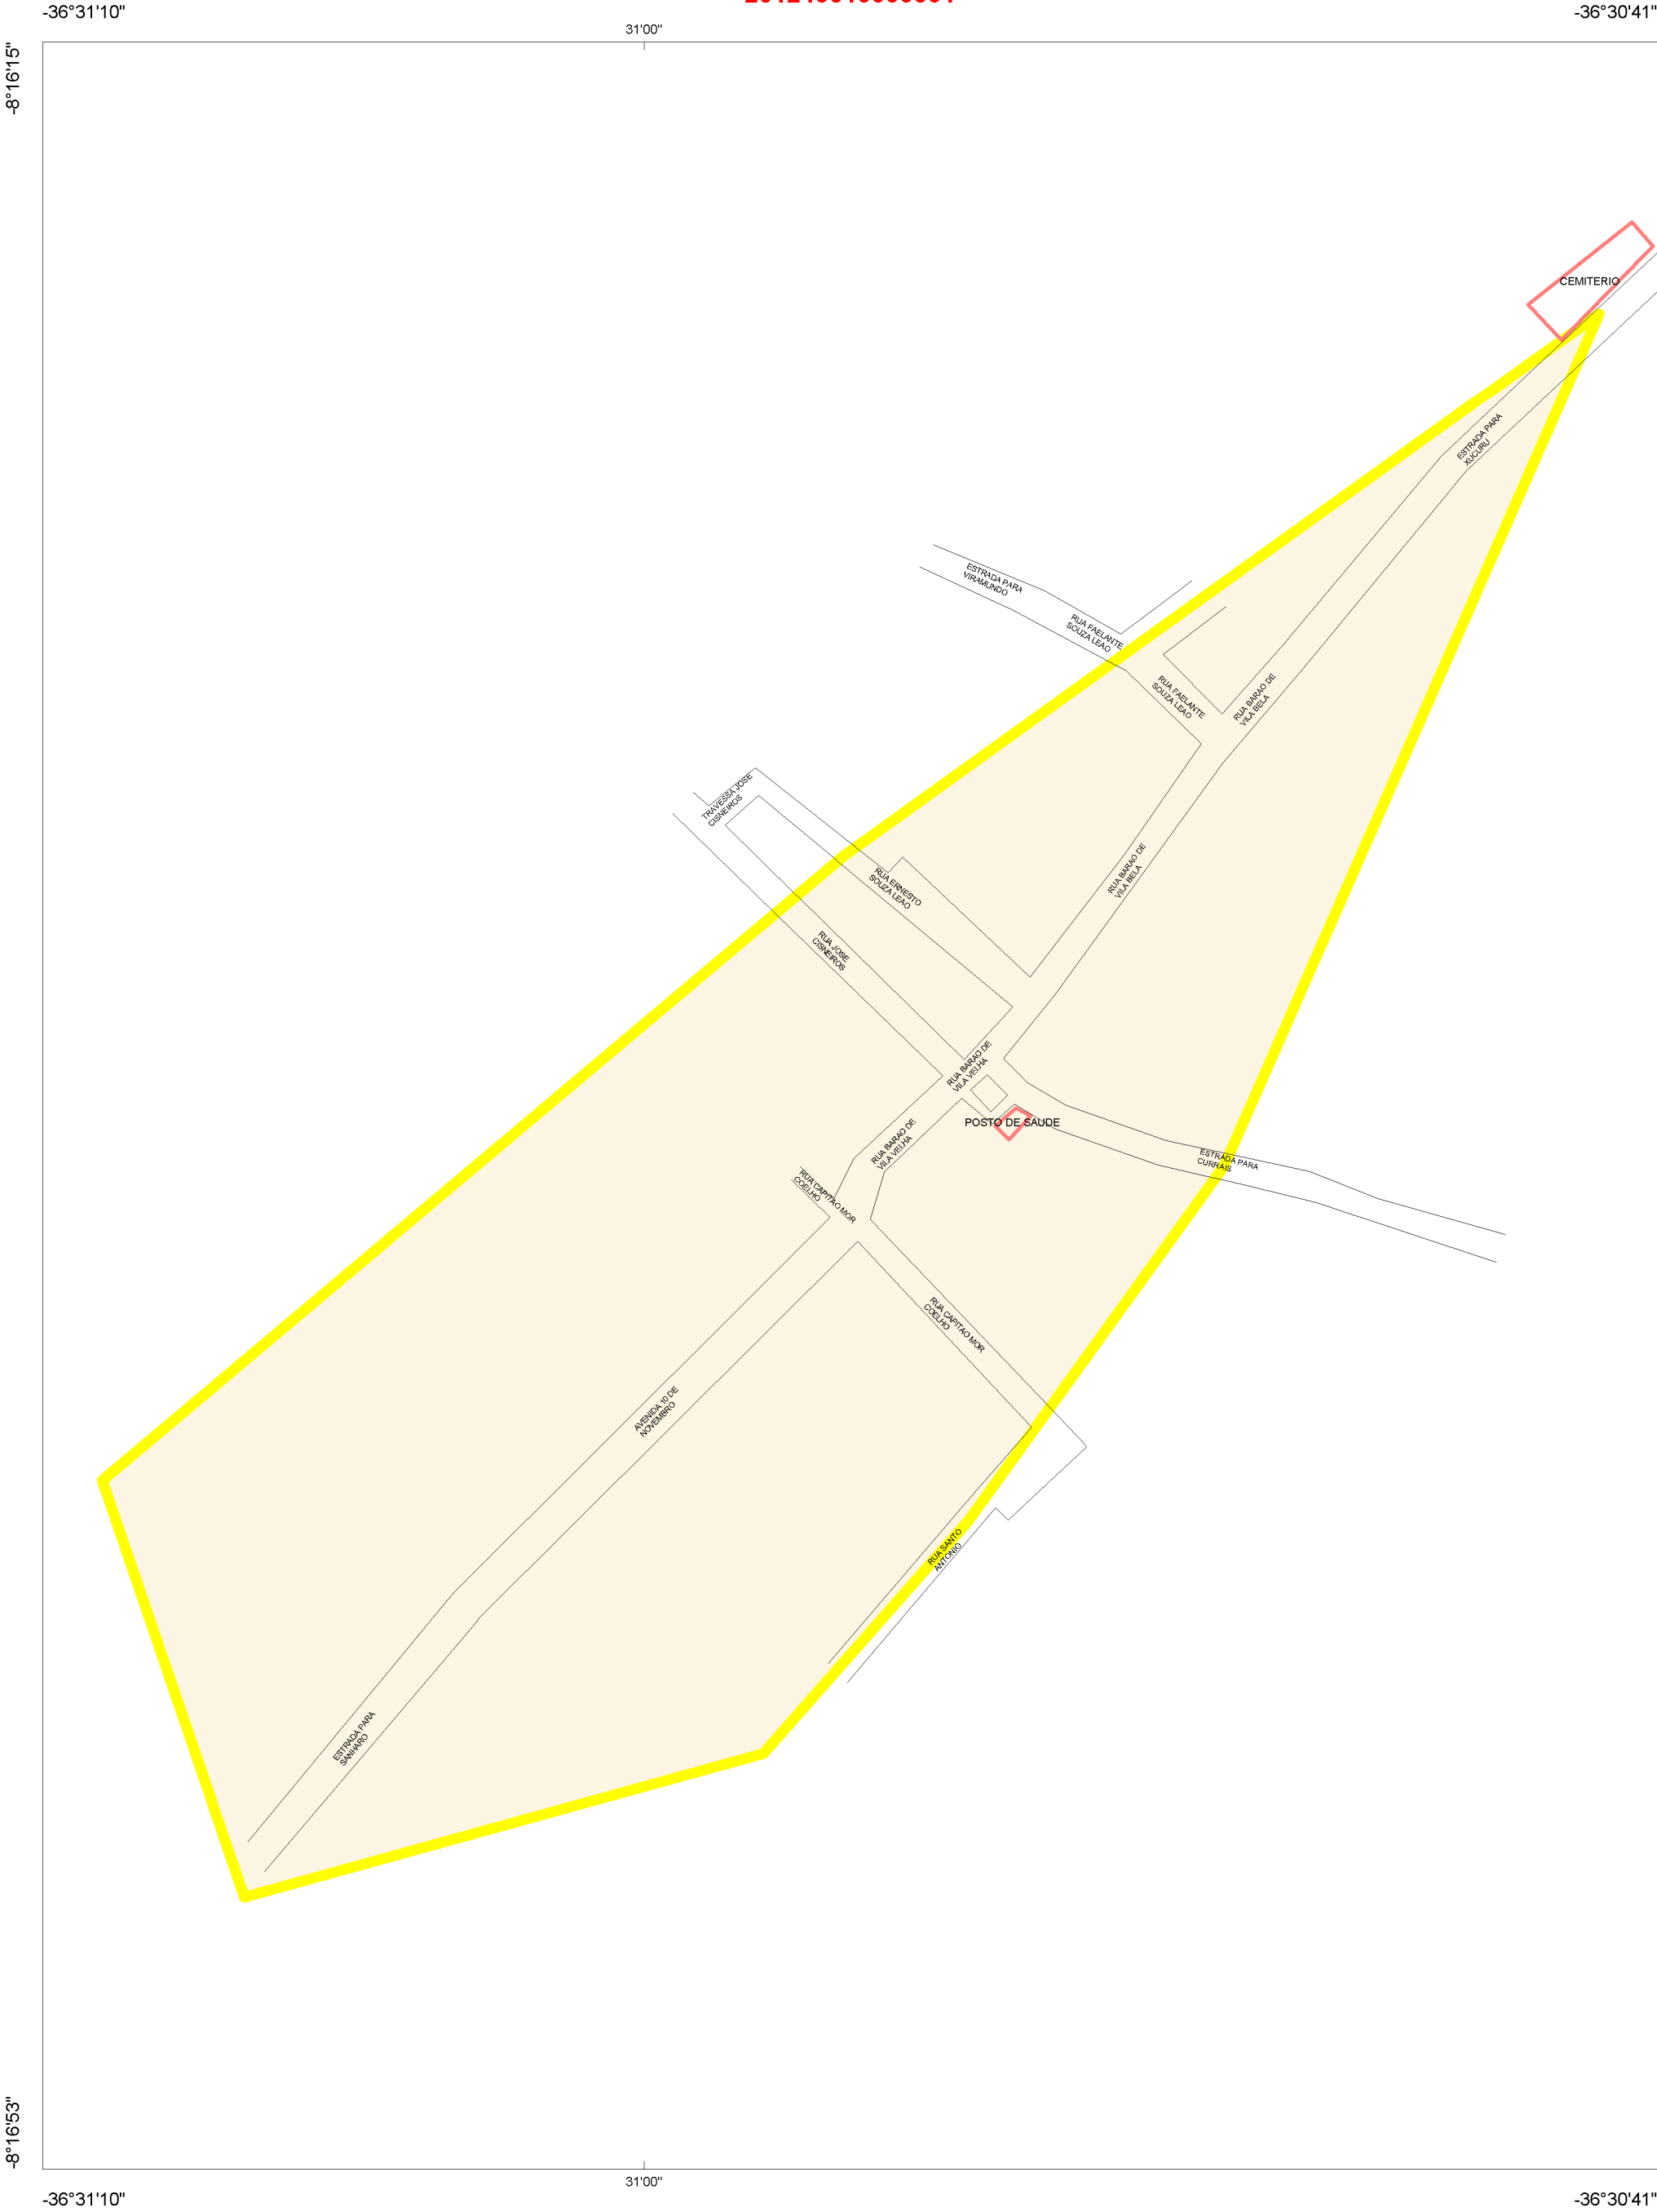 -36°31'10"
31'00"
-36°30'41"
-8°16'15"
CEMITERIO
ESTRADA PARA
XUCURU
ESTRADA PARA
VIRAMUNDO
RUA FAELANTE
SOUZA LEAO
RUA FAELANTE
SOUZA LEAO
RUA BARAO DE
VILA BELA
TRAVESSA JOSE
CISNEIROS
RUA ERNESTO
SOUZA LEAO
RUA BARAO DE
VILA BELA
RUA JOSE
CISNEIROS
RUA BARAO DE
VILA VELHA
POSTO DE SAUDE
RUA BARAO DE
VILA VELHA
ESTRADA PARA
CURRAIS
RUA CAPITAO MOR
COELHO
RUA CAPITAO MOR
COELHO
AVENIDA 10 DE
NOVEMBRO
RUA SANTO
ANTONIO
ESTRADA PARA
SANHARO
-8°16'53"
-36°31'10"
31'00"
-36°30'41"